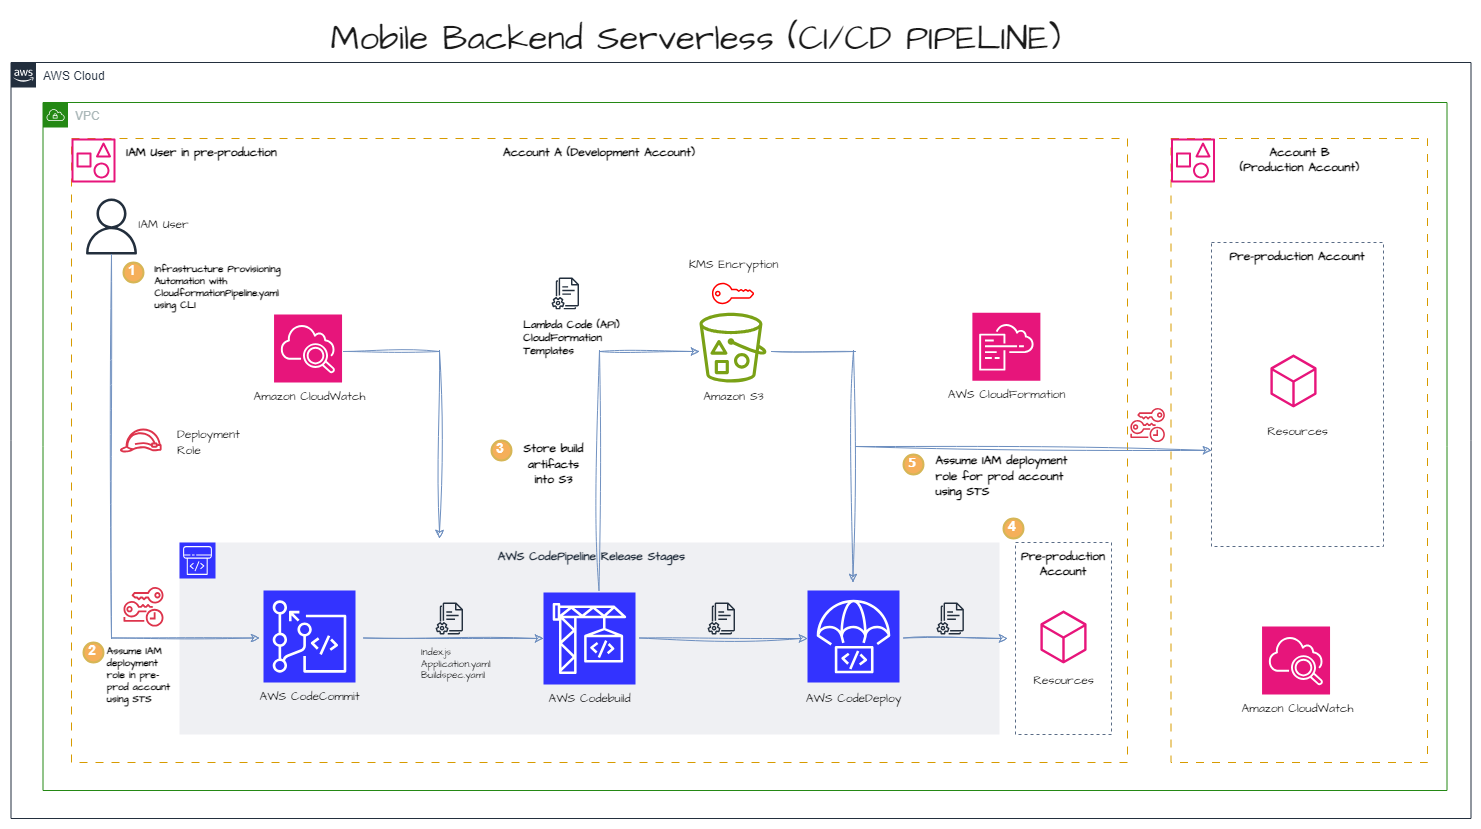 Mobile Backend Serverless (CI/CD PIPELINE)
aws
AWS Cloud
VPC
IAM User in pre-production
Account A (Development Account)
Account B
(Production Account)
IAM User
1
Infrastructure Provisioning
Automation with
CloudformationPipeline.yaml
using CLI
KMS Encryption
Pre-production Account
Lambda Code (API)
CloudFormation
Templates
Amazon CloudWatch
Amazon S3
AWS CloudFormation
Resources
Deployment
Role
3
Store build
artifacts
into S3
5
Assume IAM deployment
role for prod account
using STS
4
AWS CodePipeline Release Stages
Pre-production
Account
2
Assume IAM
deployment
role in pre-
prod account
using STS
Index.js
Application.yaml
Buildspec.yaml
AWS CodeCommit
AWS Codebuild
AWS CodeDeploy
Resources
Amazon CloudWatch